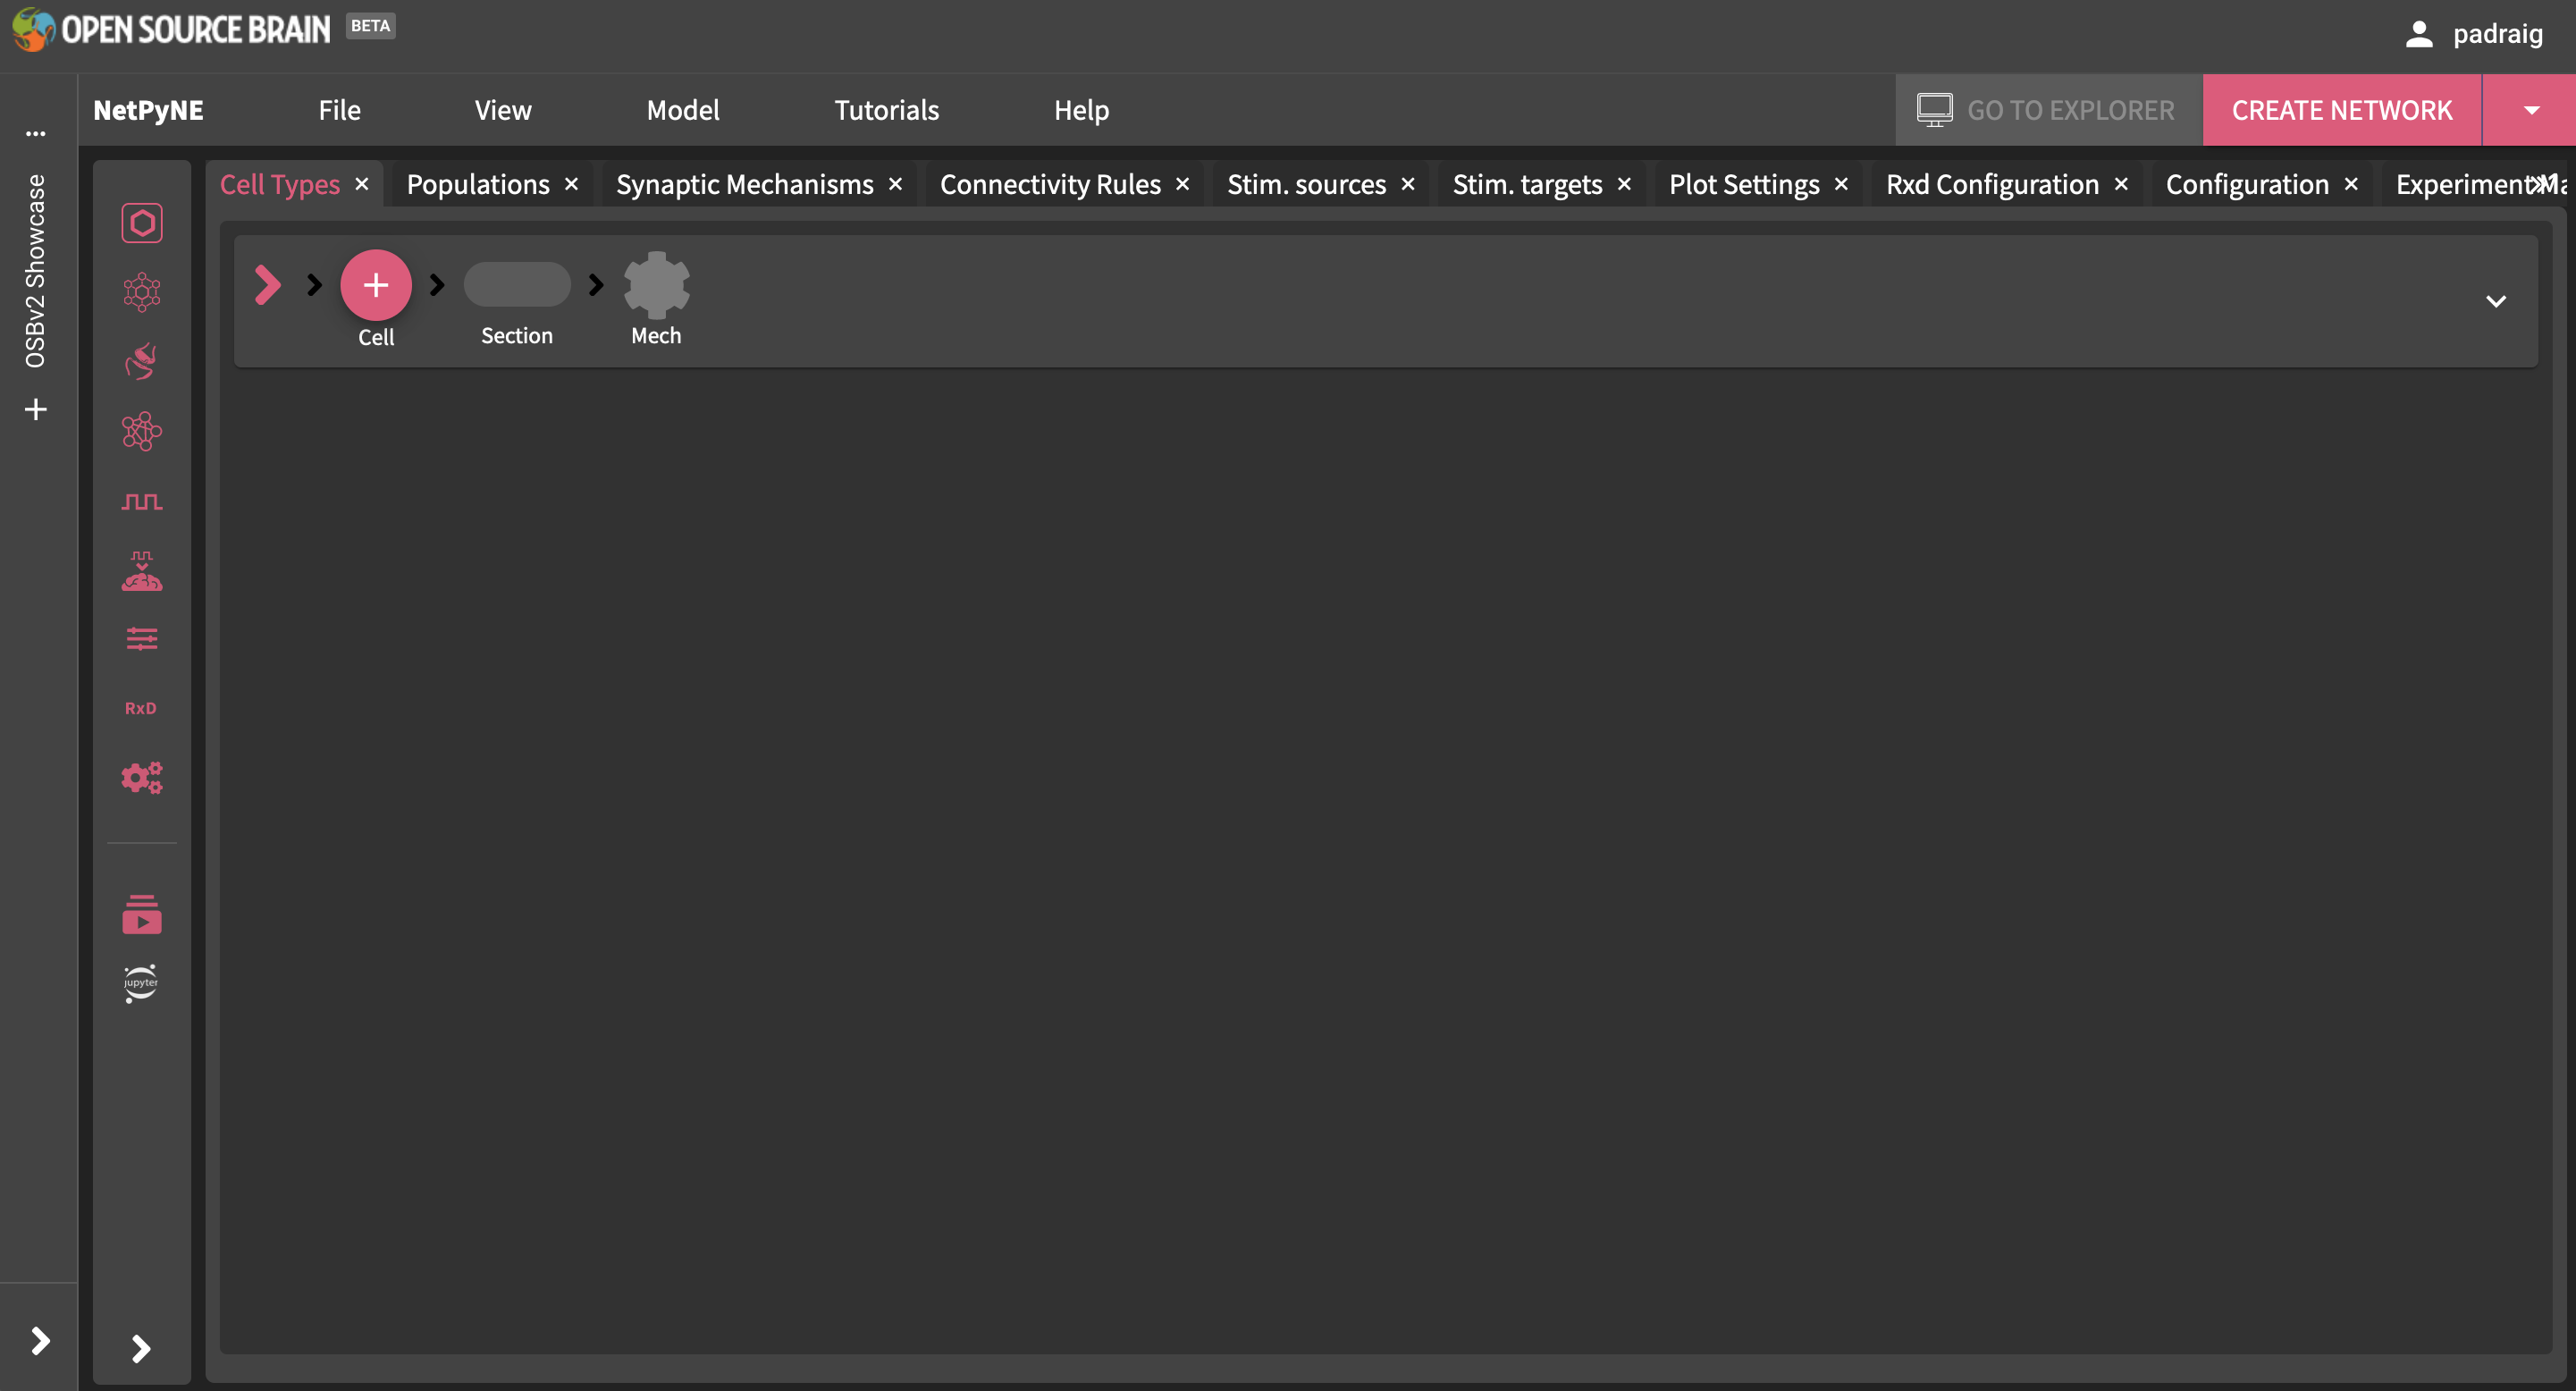 OPEN SOURCE BRAIN BETA
padraig
NetPyNE File View Model Tutorials Help
GO TO EXPLORER CREATE NETWORK
... OSBv2 Showcase +
Cell Types × Populations × Synaptic Mechanisms × Connectivity Rules × Stim. sources × Stim. targets × Plot Settings × Rxd Configuration × Configuration × Experiment
+
Cell Section Mech
RxD
jupyter